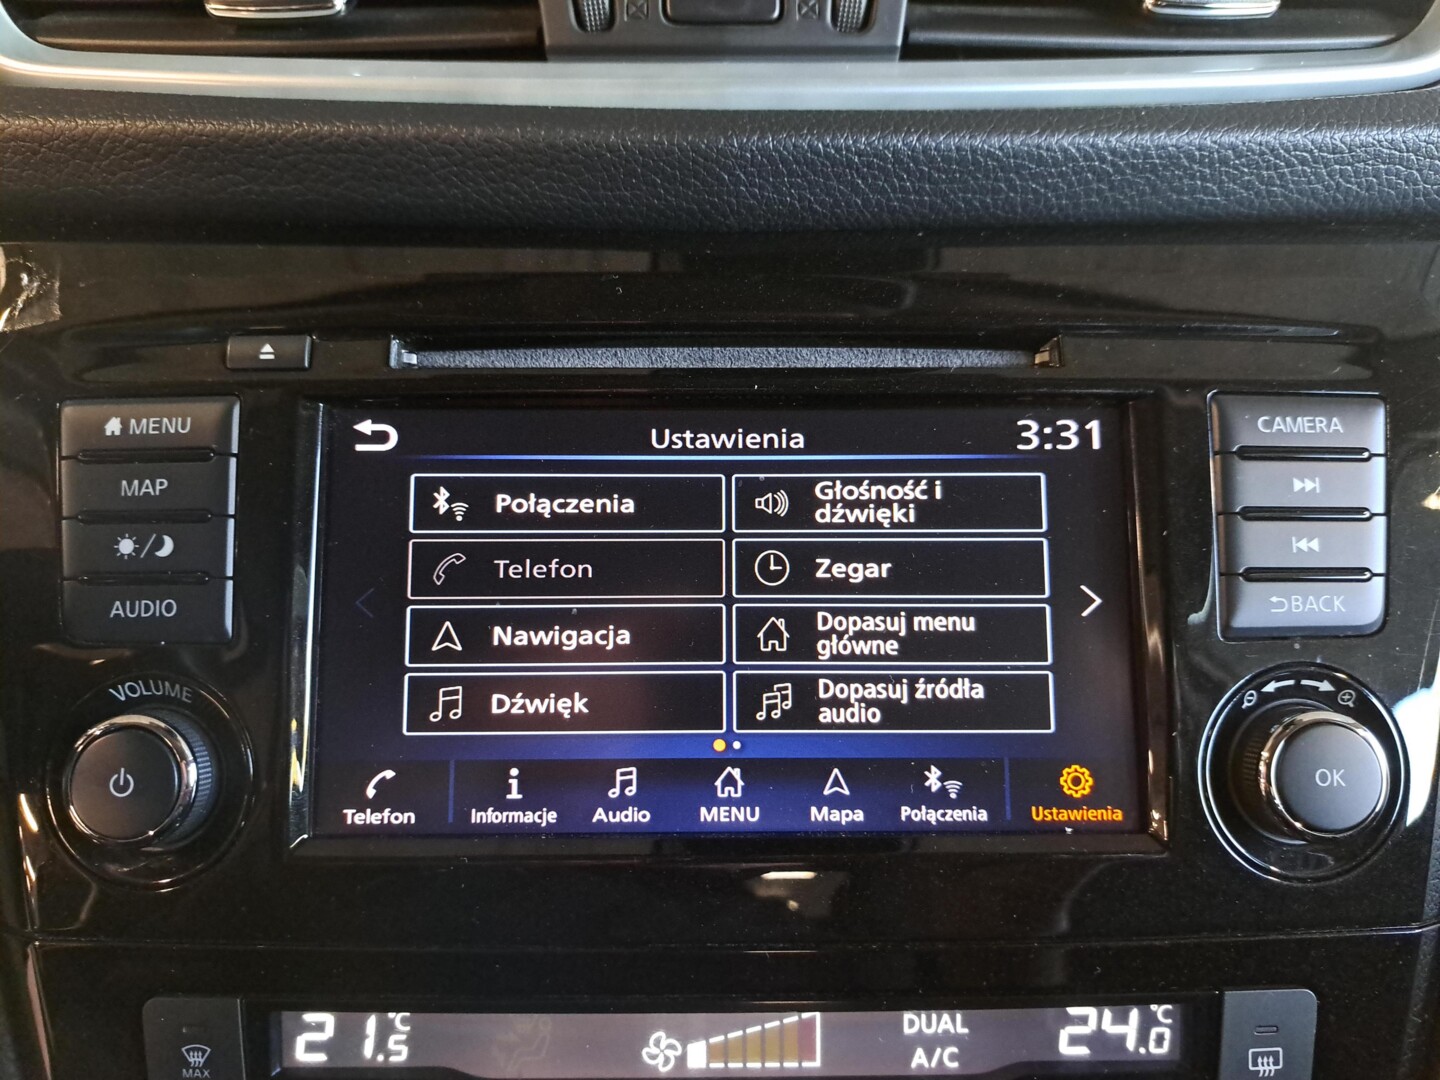 MENU
MAP
AUDIO
VOLUME
Ustawienia
3:31
Połączenia
Głośność i
dźwięki
Telefon
Zegar
Nawigacja
Dopasuj menu
główne
Dźwięk
Dopasuj źródła
audio
Telefon
Informacje
Audio
MENU
Mapa
Połączenia
Ustawienia
CAMERA
BACK
OK
MAX
21.5°C
DUAL
A/C
24.0°C